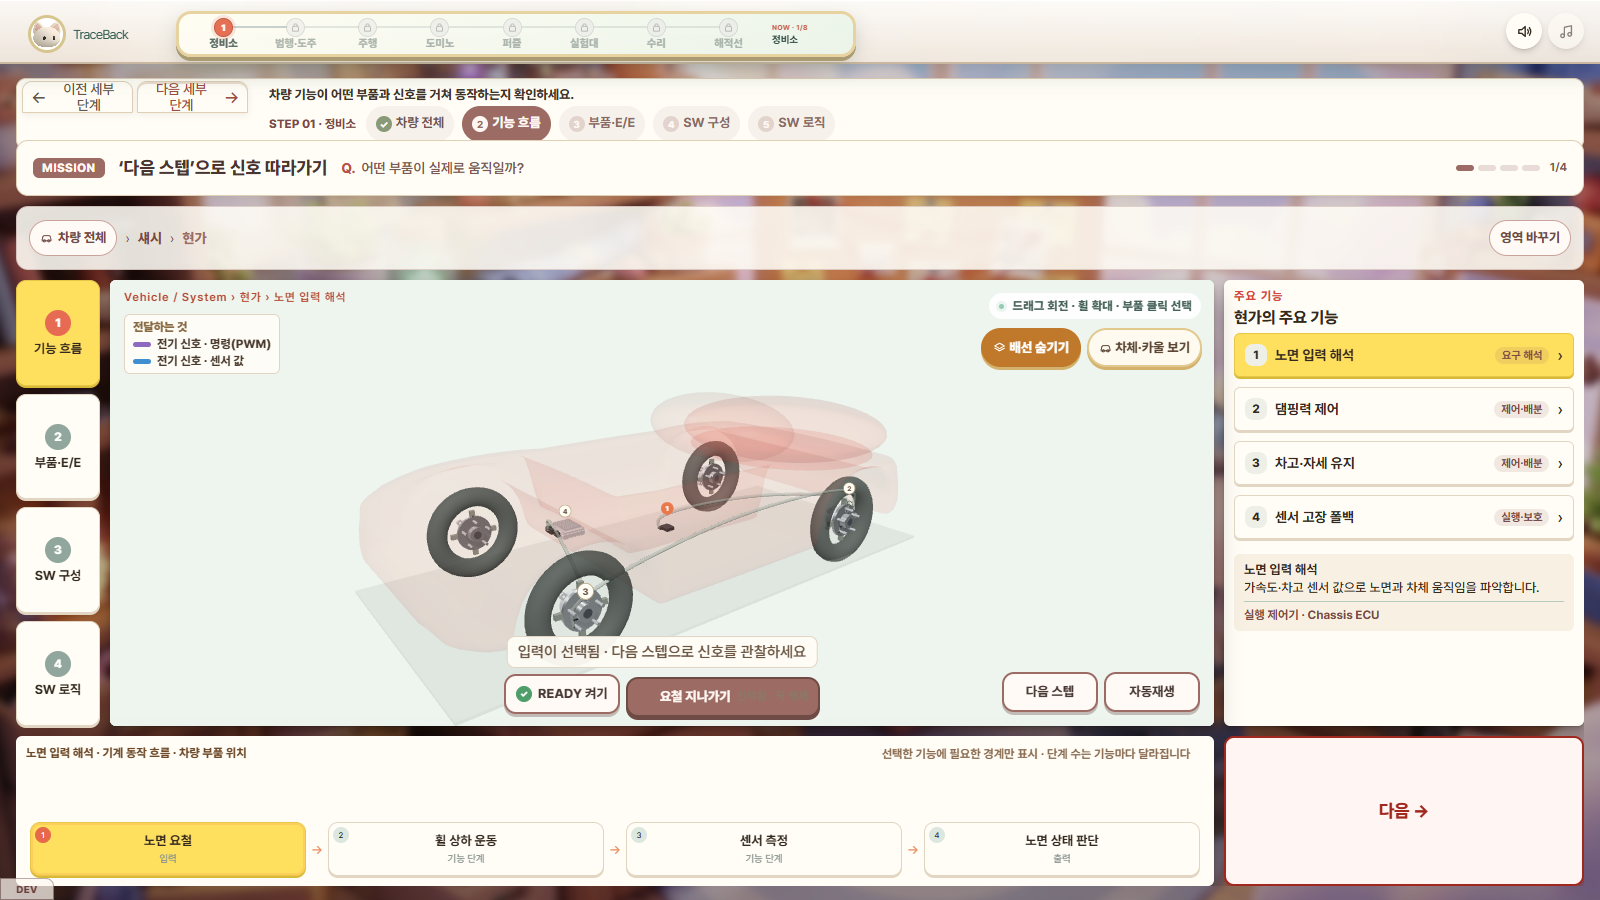 TraceBack
1
정비소
범행·도주
주행
도미노
퍼즐
실험대
수리
해적선
NOW · 1/8
정비소
← 이전 세부 단계
다음 세부 단계 →
차량 기능이 어떤 부품과 신호를 거쳐 동작하는지 확인하세요.
STEP 01 · 정비소
차량 전체
2 기능 흐름
3 부품·E/E
4 SW 구성
5 SW 로직
MISSION
‘다음 스텝’으로 신호 따라가기
Q. 어떤 부품이 실제로 움직일까?
1/4
차량 전체 › 섀시 › 현가
영역 바꾸기
1
기능 흐름
2
부품·E/E
3
SW 구성
4
SW 로직
Vehicle / System › 현가 › 노면 입력 해석
전달하는 것
전기 신호 · 명령(PWM)
전기 신호 · 센서 값
드래그 회전 · 휠 확대 · 부품 클릭 선택
배선 숨기기
차체·카울 보기
1
2
3
4
입력이 선택됨 · 다음 스텝으로 신호를 관찰하세요
READY 켜기
요철 지나가기
다음 스텝
자동재생
주요 기능
현가의 주요 기능
1 노면 입력 해석 요구 해석 ›
2 댐핑력 제어 제어·배분 ›
3 차고·자세 유지 제어·배분 ›
4 센서 고장 폴백 실행·보호 ›
노면 입력 해석
가속도·차고 센서 값으로 노면과 차체 움직임을 파악합니다.
실행 제어기 · Chassis ECU
노면 입력 해석 · 기계 동작 흐름 · 차량 부품 위치
선택한 기능에 필요한 경계만 표시 · 단계 수는 기능마다 달라집니다
1
노면 요철
입력
→
2
휠 상하 운동
기능 단계
→
3
센서 측정
기능 단계
→
4
노면 상태 판단
출력
다음 →
DEV